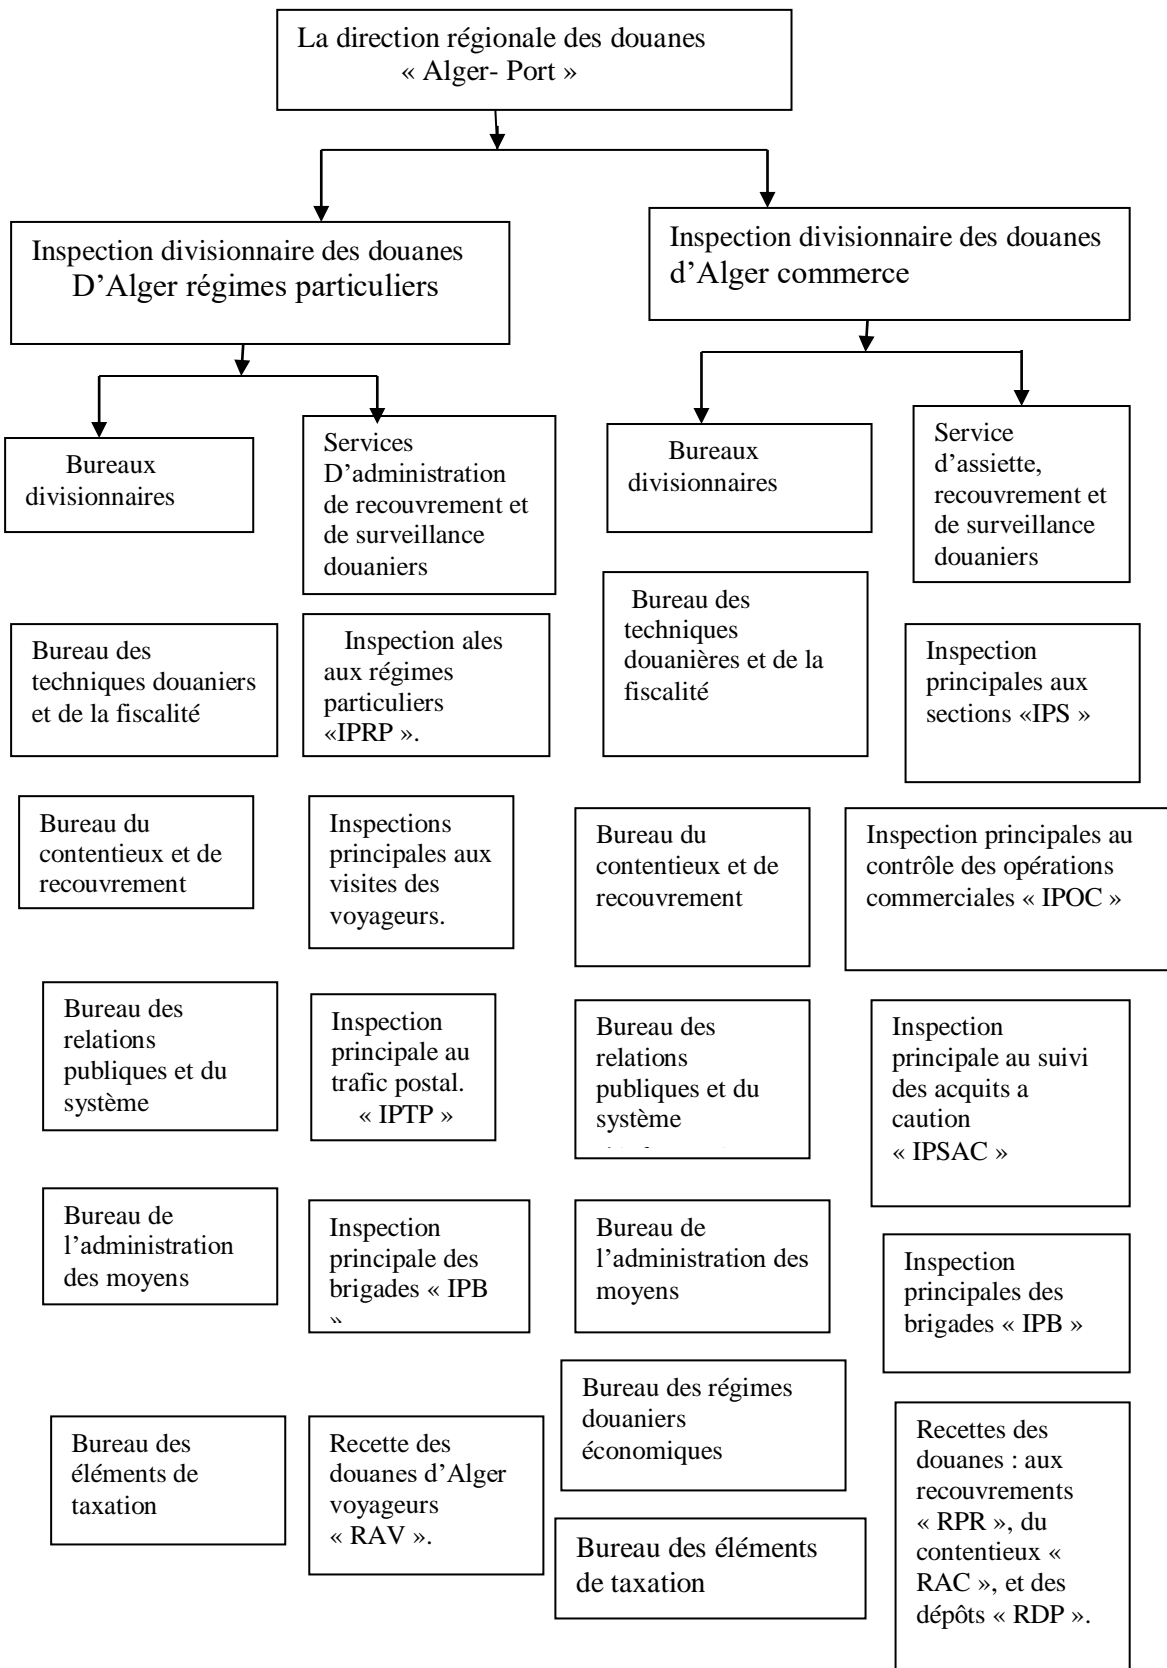 La direction régionale des douanes
« Alger- Port »
Inspection divisionnaire des douanes
D’Alger régimes particuliers
Inspection divisionnaire des douanes
d’Alger commerce
Bureaux
divisionnaires
Services
D’administration
de recouvrement et
de surveillance
douaniers
Bureaux
divisionnaires
Service
d’assiette,
recouvrement et
de surveillance
douaniers
Bureau des
techniques douaniers
et de la fiscalité
Inspection ales
aux régimes
particuliers
«IPRP ».
Bureau des
techniques
douanières et de la
fiscalité
Inspection
principales aux
sections «IPS »
Bureau du
contentieux et de
recouvrement
Inspections
principales aux
visites des
voyageurs.
Bureau du
contentieux et de
recouvrement
Inspection principales au
contrôle des opérations
commerciales « IPOC »
Bureau des
relations
publiques et du
système
Inspection
principale au
trafic postal.
« IPTP »
Bureau des
relations
publiques et du
système
Inspection
principale au suivi
des acquits a
caution
« IPSAC »
Bureau de
l’administration
des moyens
Inspection
principale des
brigades « IPB
»
Bureau de
l’administration des
moyens
Inspection
principales des
brigades « IPB »
Bureau des
éléments de
taxation
Recette des
douanes d’Alger
voyageurs
« RAV ».
Bureau des régimes
douaniers
économiques
Bureau des éléments
de taxation
Recettes des
douanes : aux
recouvrements
« RPR », du
contentieux «
RAC », et des
dépôts « RDP ».